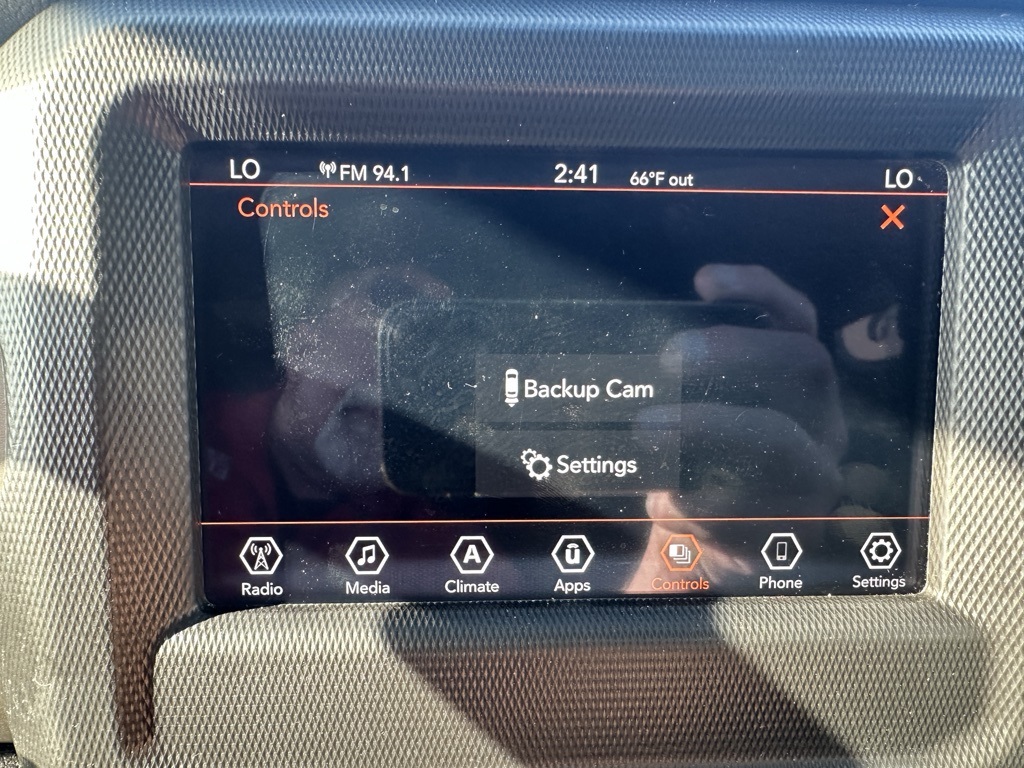 LO FM 94.1 2:41 66°F out LO
Controls
Backup Cam
Settings
Radio Media Climate Apps Controls Phone Settings